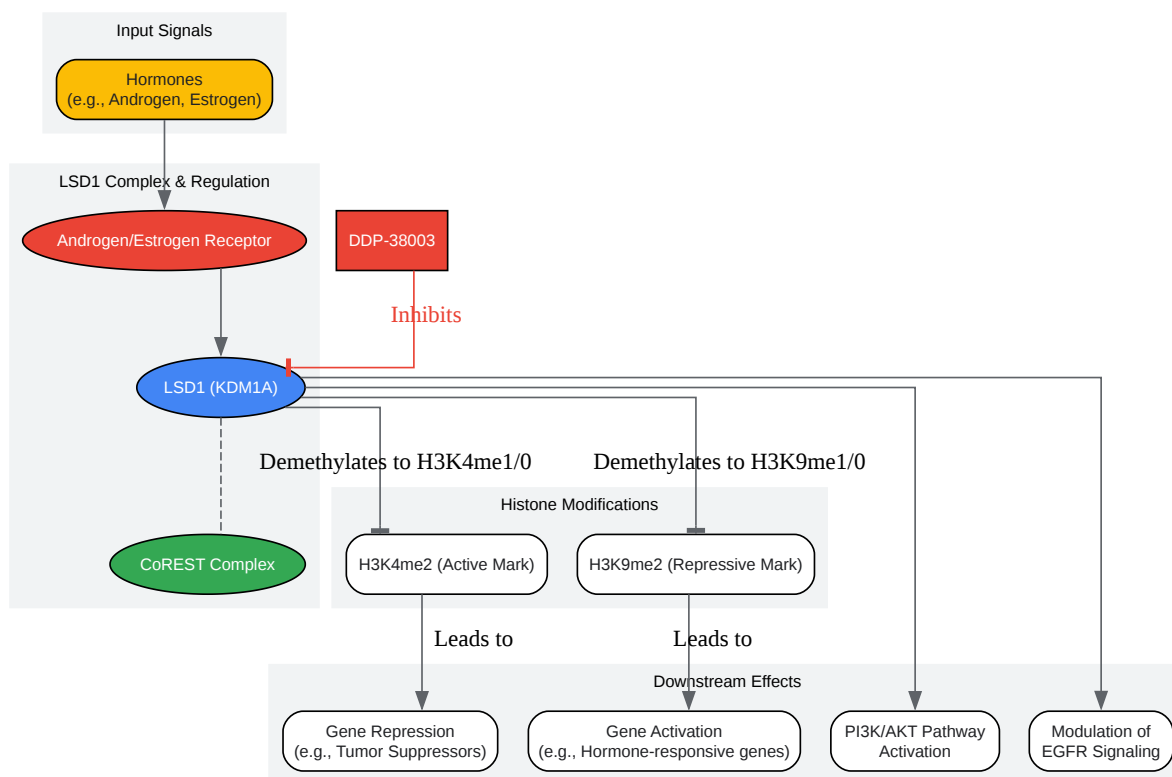 Input Signals
Hormones
(e.g., Androgen, Estrogen)
LSD1 Complex & Regulation
Androgen/Estrogen Receptor
DDP-38003
Inhibits
LSD1 (KDM1A)
Demethylates to H3K4me1/0
Demethylates to H3K9me1/0
Histone Modifications
CoREST Complex
H3K4me2 (Active Mark)
H3K9me2 (Repressive Mark)
Leads to
Leads to
Downstream Effects
Gene Repression
(e.g., Tumor Suppressors)
Gene Activation
(e.g., Hormone-responsive genes)
PI3K/AKT Pathway
Activation
Modulation of
EGFR Signaling